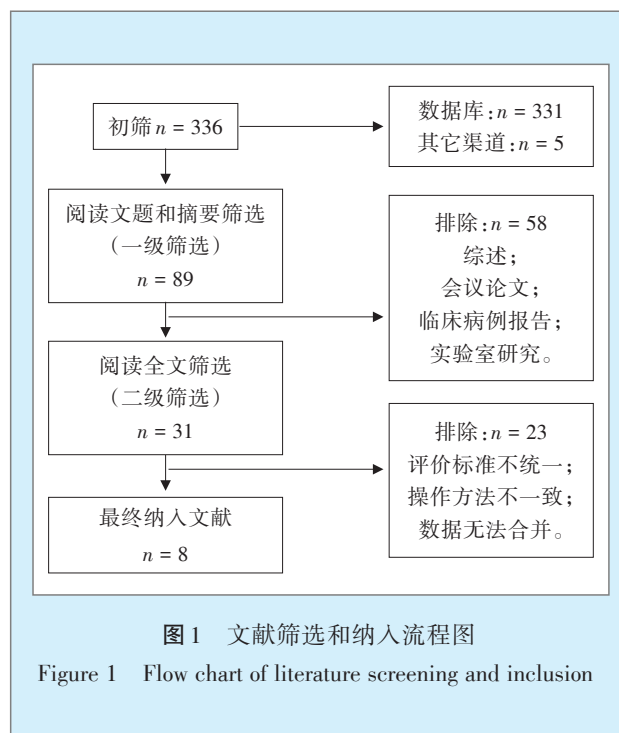 初筛 n = 336
数据库:n = 331
其它渠道:n = 5
阅读文题和摘要筛选
(一级筛选)
n = 89
排除:n = 58
综述;
会议论文;
临床病例报告;
实验室研究。
阅读全文筛选
(二级筛选)
n = 31
排除:n = 23
评价标准不统一;
操作方法不一致;
数据无法合并。
最终纳入文献
n = 8
图1 文献筛选和纳入流程图
Figure 1 Flow chart of literature screening and inclusion